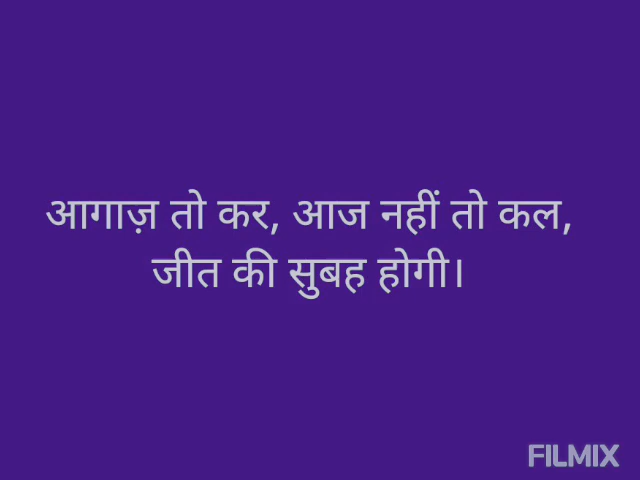 आगाज़ तो कर, आज नहीं तो कल,
जीत की सुबह होगी।
FILMIX